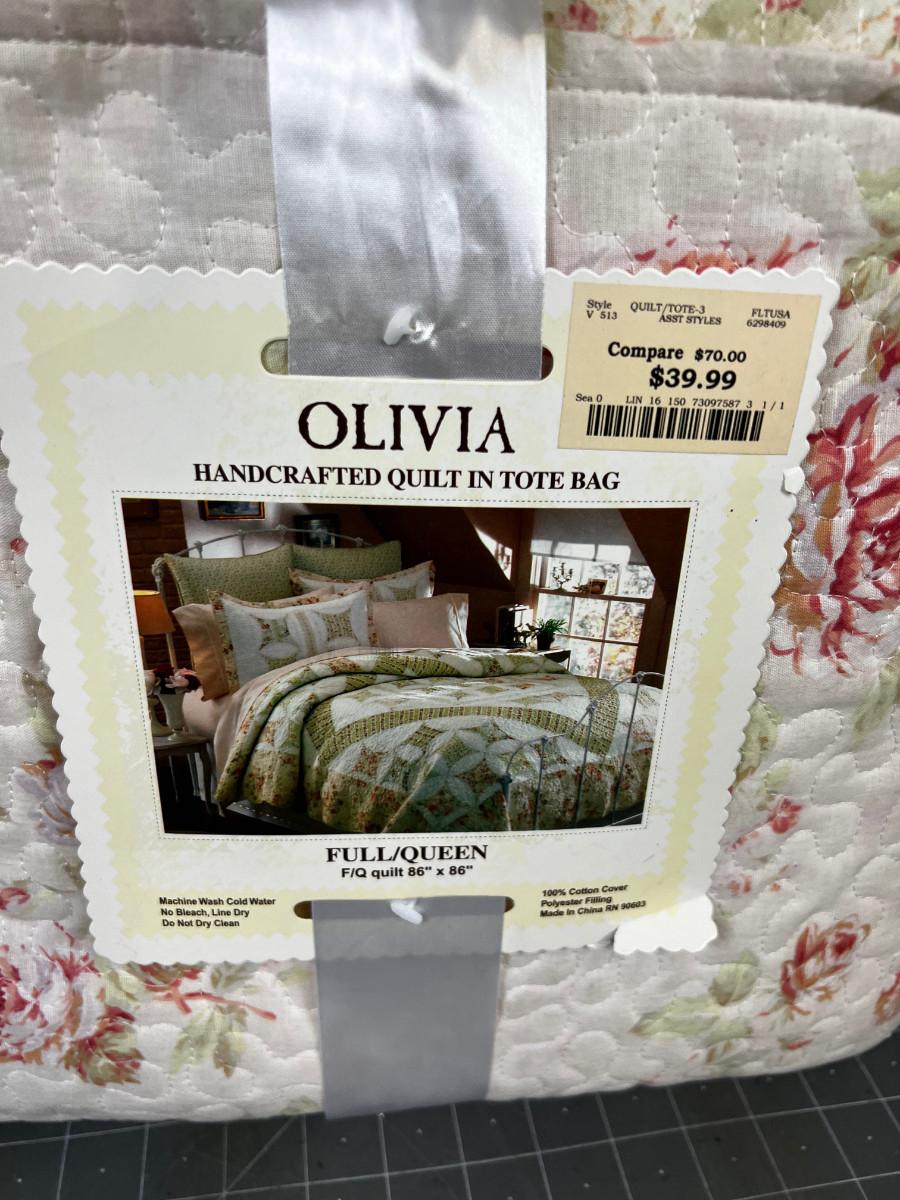 Style QUILT/TOTE-3 FLTUSA
V 513 ASST STYLES 6298409
Compare $70.00
$39.99
Sea 0 LIN 16 150 73097587 3 1/1
OLIVIA
HANDCRAFTED QUILT IN TOTE BAG
FULL/QUEEN
F/Q quilt 86" x 86"
Machine Wash Cold Water
No Bleach, Line Dry
Do Not Dry Clean
100% Cotton Cover
Polyester Filling
Made in China RN 90603